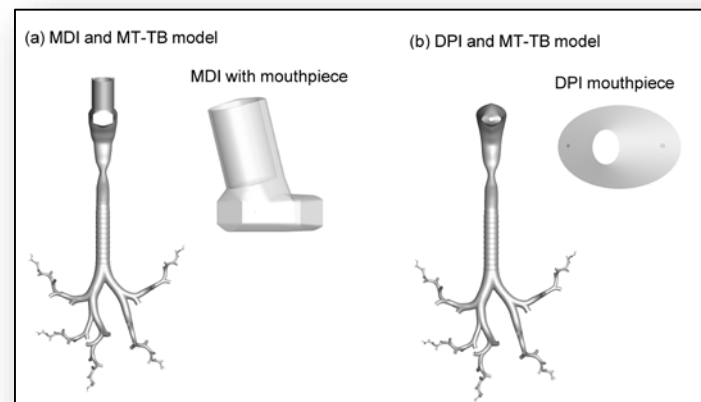 (a) MDI and MT-TB model
MDI with mouthpiece
(b) DPI and MT-TB model
DPI mouthpiece